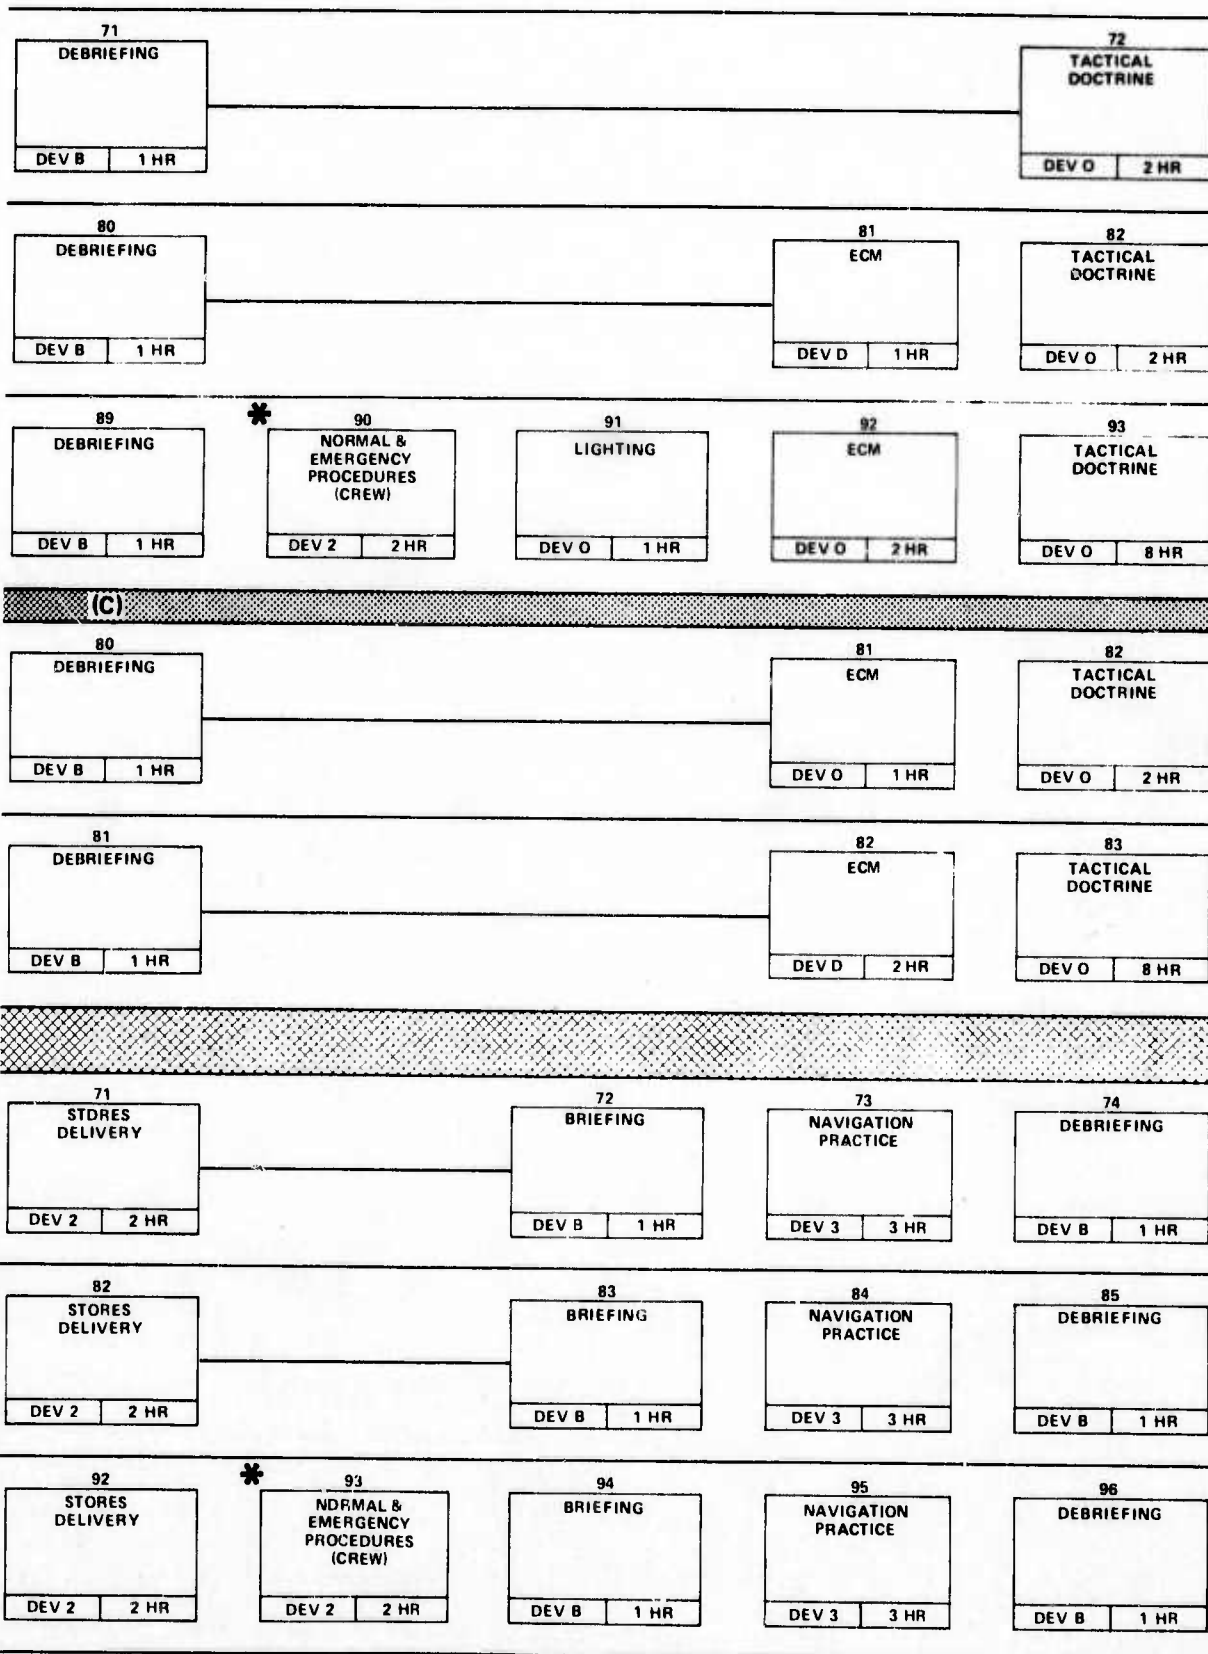 71
72
DEBRIEFING
TACTICAL
DOCTRINE
DEV B 1 HR
DEV O 2 HR
80
81
82
DEBRIEFING
ECM
TACTICAL
DOCTRINE
DEV B 1 HR
DEV D 1 HR
DEV O 2 HR
*
89
90
91
92
93
DEBRIEFING
NORMAL &
EMERGENCY
PROCEDURES
(CREW)
LIGHTING
ECM
TACTICAL
DOCTRINE
DEV B 1 HR
DEV 2 2 HR
DEV O 1 HR
DEV O 2 HR
DEV O 8 HR
(C)
80
81
82
DEBRIEFING
ECM
TACTICAL
DOCTRINE
DEV B 1 HR
DEV O 1 HR
DEV O 2 HR
81
82
83
DEBRIEFING
ECM
TACTICAL
DOCTRINE
DEV B 1 HR
DEV D 2 HR
DEV O 8 HR
71
72
73
74
STORES
DELIVERY
BRIEFING
NAVIGATION
PRACTICE
DEBRIEFING
DEV 2 2 HR
DEV B 1 HR
DEV 3 3 HR
DEV B 1 HR
82
83
84
85
STORES
DELIVERY
BRIEFING
NAVIGATION
PRACTICE
DEBRIEFING
DEV 2 2 HR
DEV B 1 HR
DEV 3 3 HR
DEV B 1 HR
*
92
93
94
95
96
STORES
DELIVERY
NORMAL &
EMERGENCY
PROCEDURES
(CREW)
BRIEFING
NAVIGATION
PRACTICE
DEBRIEFING
DEV 2 2 HR
DEV 2 2 HR
DEV B 1 HR
DEV 3 3 HR
DEV B 1 HR